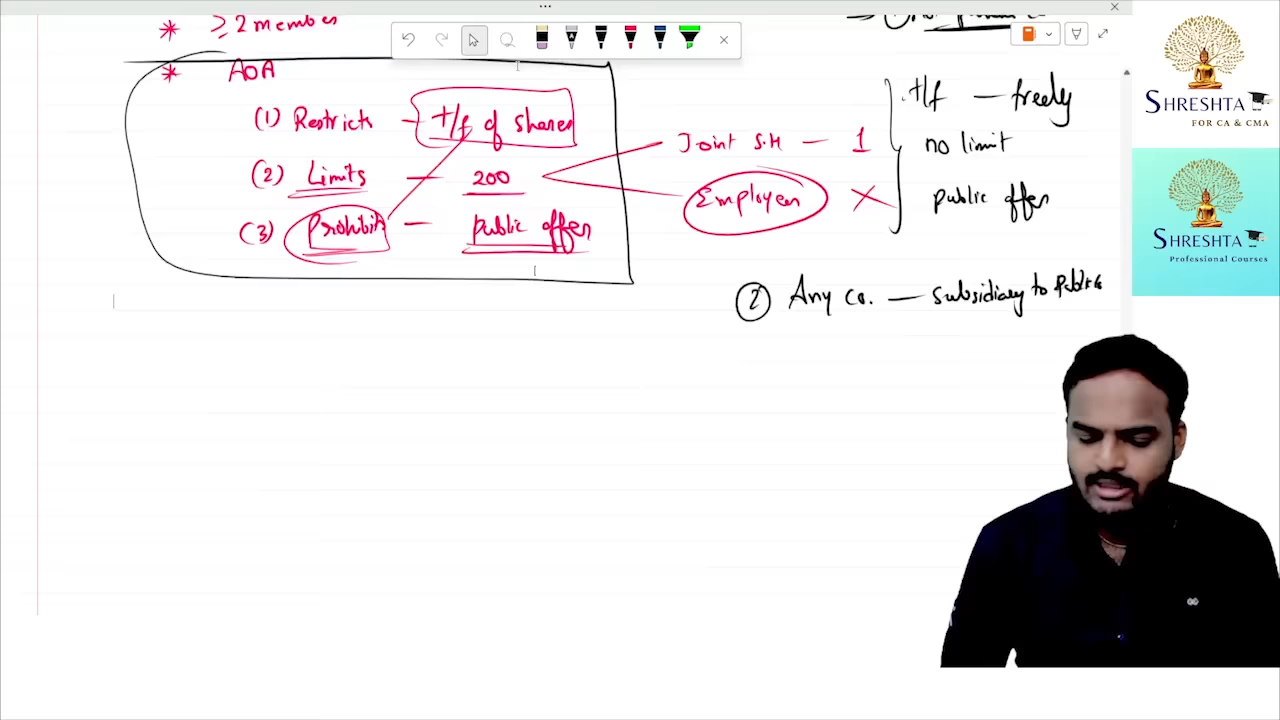 * ≥ 2 member
* AOA
(1) Restricts — t/f of shares
(2) Limits — 200
(3) Prohibits — public offer
Joint S.H — 1
Employees ×
t/f — freely
no limit
public offer
② Any co. — subsidiary to public
SHRESHTA
FOR CA & CMA
SHRESHTA
Professional Courses